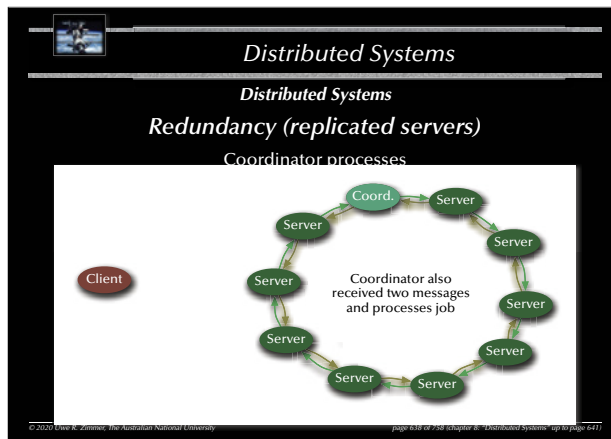 Distributed Systems
Distributed Systems
Redundancy (replicated servers)
Coordinator processes
Coord.
Server
Server
Server
Client
Server
Coordinator also
received two messages
and processes job
Server
Server
Server
Server
Server
© 2020 Uwe R. Zimmer, The Australian National University
page 638 of 758 (chapter 8: "Distributed Systems" up to page 641)